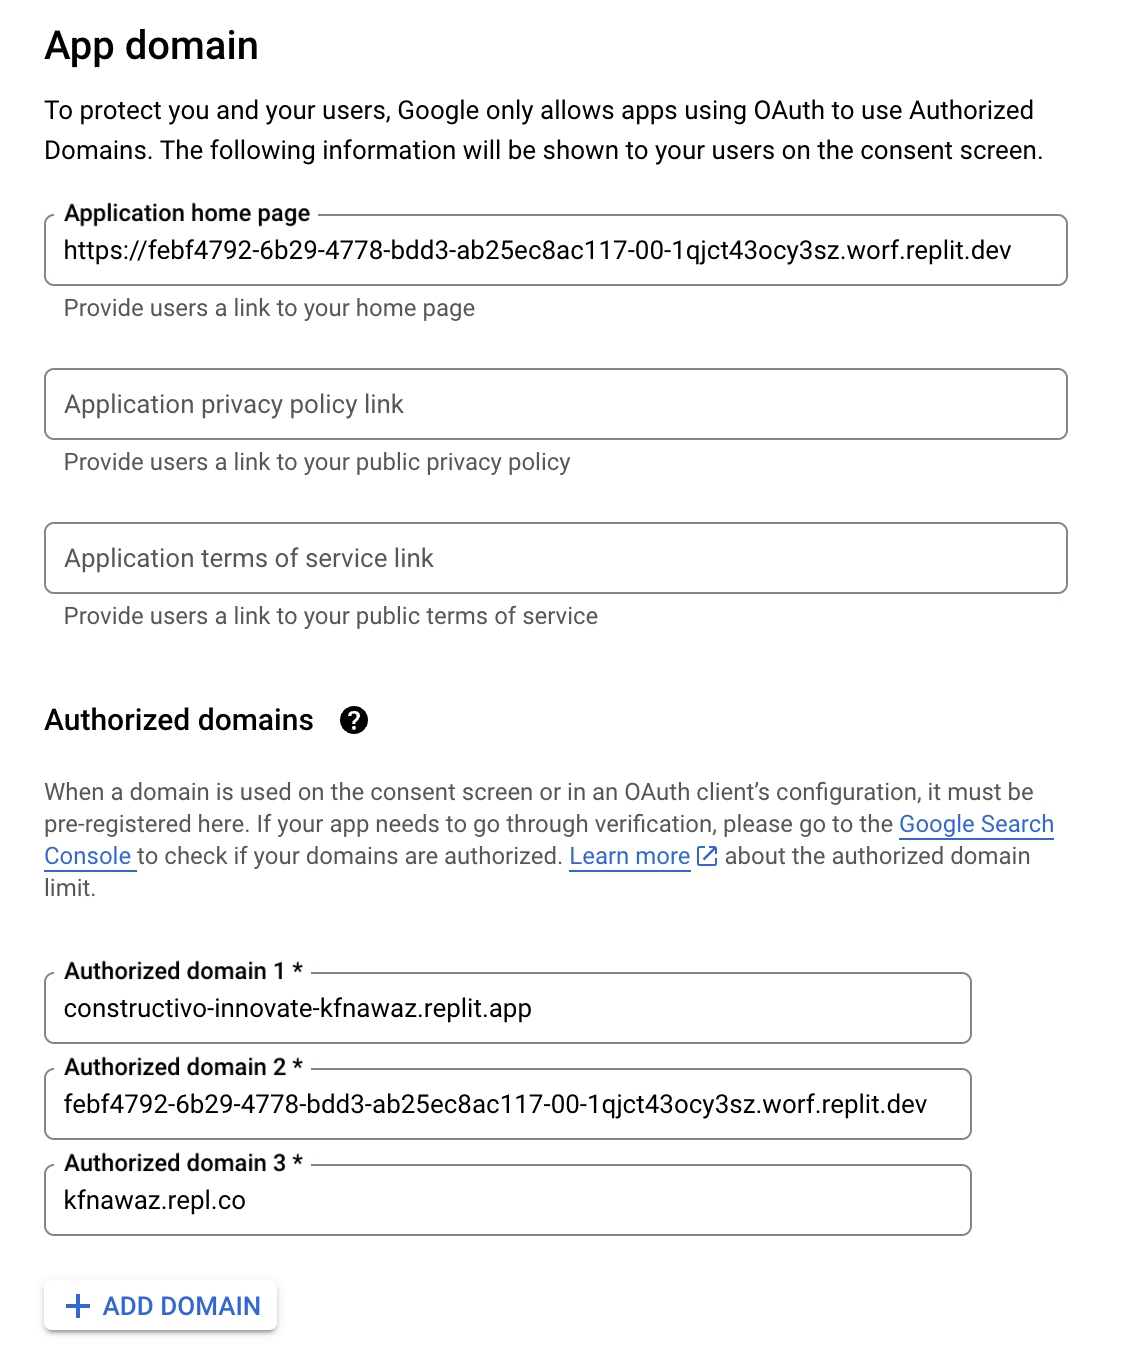 App domain
To protect you and your users, Google only allows apps using OAuth to use Authorized
Domains. The following information will be shown to your users on the consent screen.
Application home page
https://febf4792-6b29-4778-bdd3-ab25ec8ac117-00-1qjct43ocy3sz.worf.replit.dev
Provide users a link to your home page
Application privacy policy link
Provide users a link to your public privacy policy
Application terms of service link
Provide users a link to your public terms of service
Authorized domains
When a domain is used on the consent screen or in an OAuth client’s configuration, it must be
pre-registered here. If your app needs to go through verification, please go to the Google Search
Console to check if your domains are authorized. Learn more about the authorized domain
limit.
Authorized domain 1 *
constructivo-innovate-kfnawaz.replit.app
Authorized domain 2 *
febf4792-6b29-4778-bdd3-ab25ec8ac117-00-1qjct43ocy3sz.worf.replit.dev
Authorized domain 3 *
kfnawaz.repl.co
ADD DOMAIN